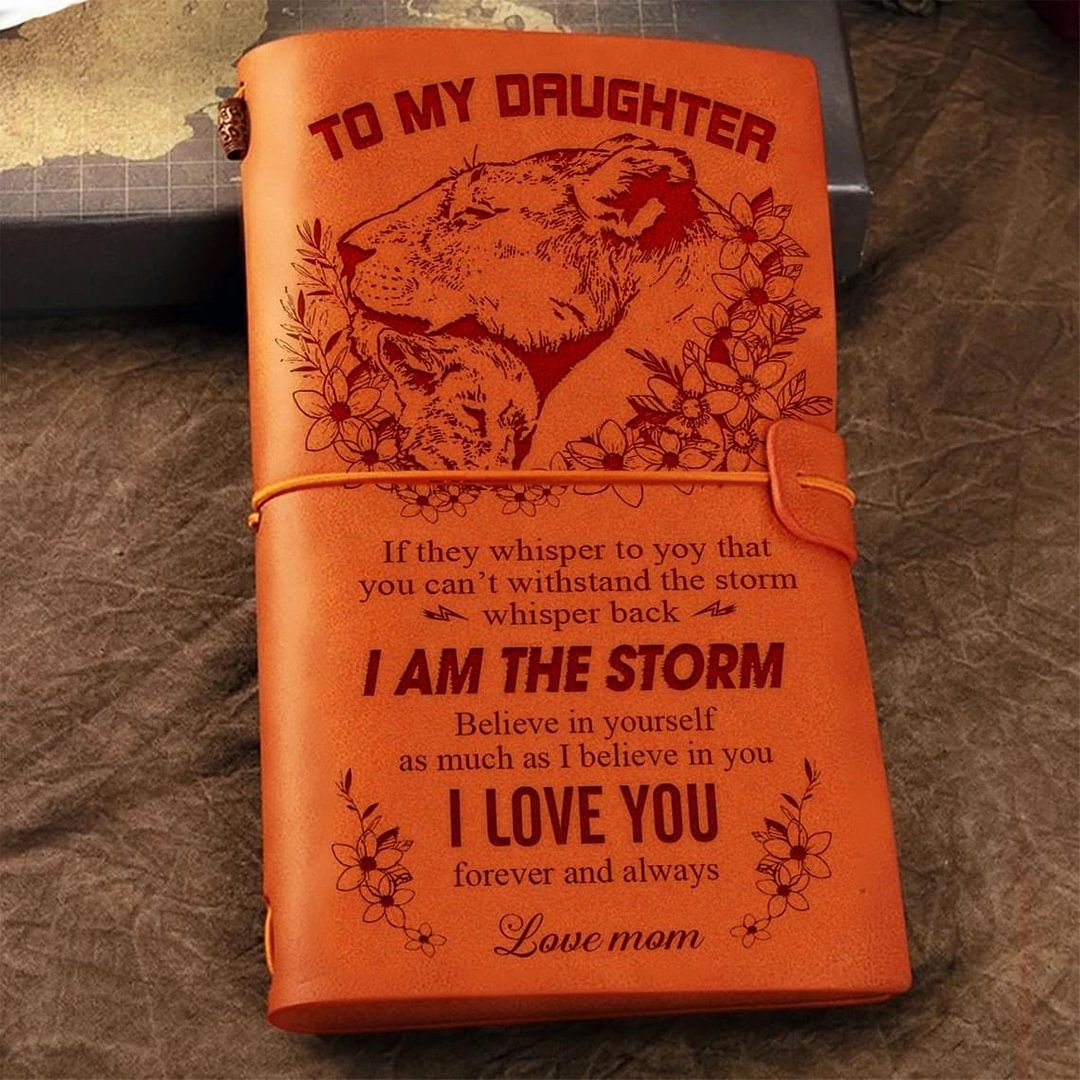 TO MY DAUGHTER
If they whisper to yoy that
you can't withstand the storm
whisper back
I AM THE STORM
Believe in yourself
as much as I believe in you
I LOVE YOU
forever and always
Love mom